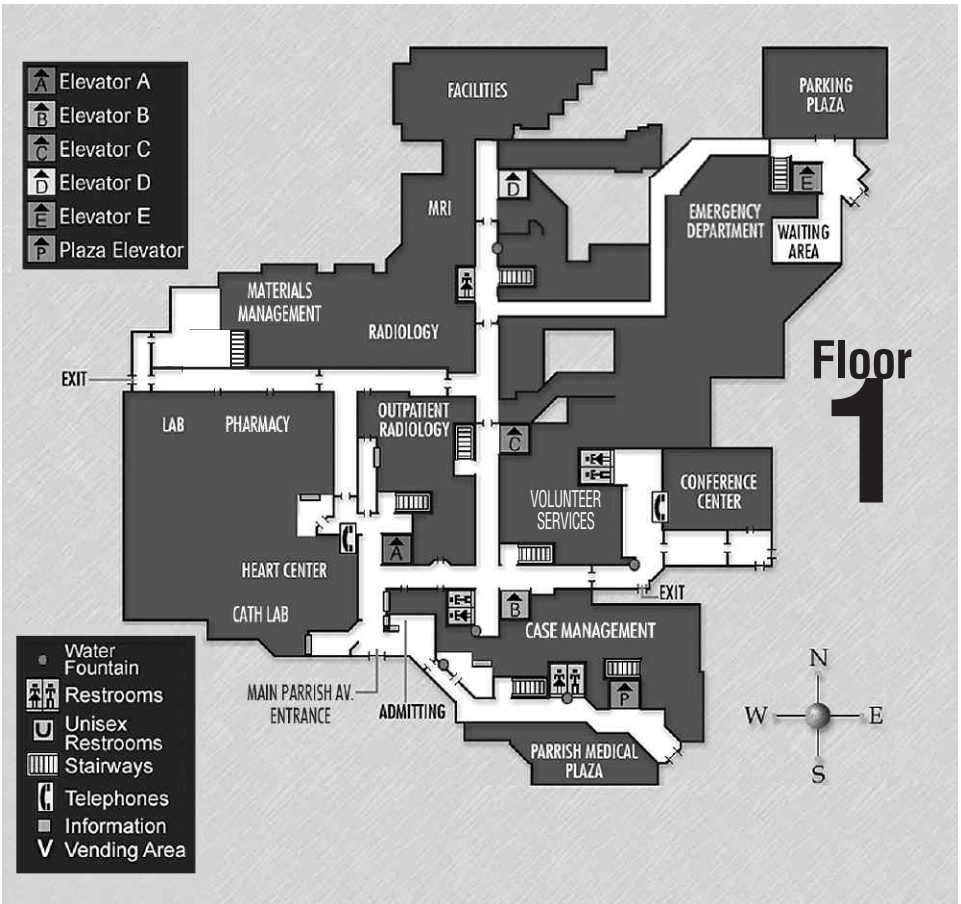 Elevator A
Elevator B
Elevator C
Elevator D
Elevator E
Plaza Elevator
A
B
C
D
E
P
FACILITIES
PARKING
PLAZA
D
E
MRI
EMERGENCY
DEPARTMENT
WAITING
AREA
MATERIALS
MANAGEMENT
RADIOLOGY
Floor
1
EXIT
LAB
PHARMACY
OUTPATIENT
RADIOLOGY
C
CONFERENCE
CENTER
VOLUNTEER
SERVICES
A
HEART CENTER
EXIT
B
CATH LAB
CASE MANAGEMENT
Water
Fountain
Restrooms
Unisex
Restrooms
Stairways
Telephones
Information
V Vending Area
MAIN PARRISH AV.
ENTRANCE
ADMITTING
P
PARRISH MEDICAL
PLAZA
N
W
E
S